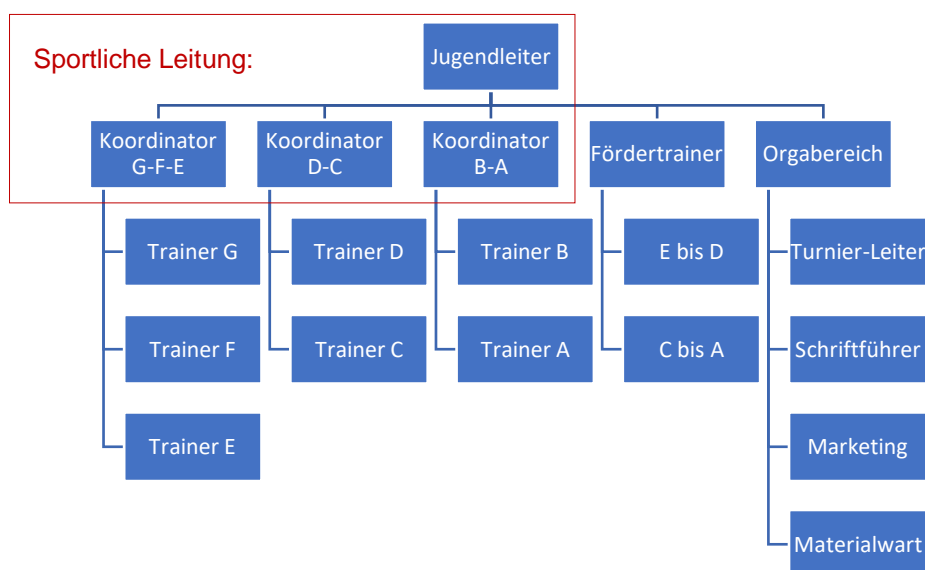 Sportliche Leitung:
Jugendleiter
Koordinator
G-F-E
Koordinator
D-C
Koordinator
B-A
Fördertrainer
Orgabereich
Trainer G
Trainer D
Trainer B
E bis D
Turnier-Leiter
Trainer F
Trainer C
Trainer A
C bis A
Schriftführer
Trainer E
Marketing
Materialwart